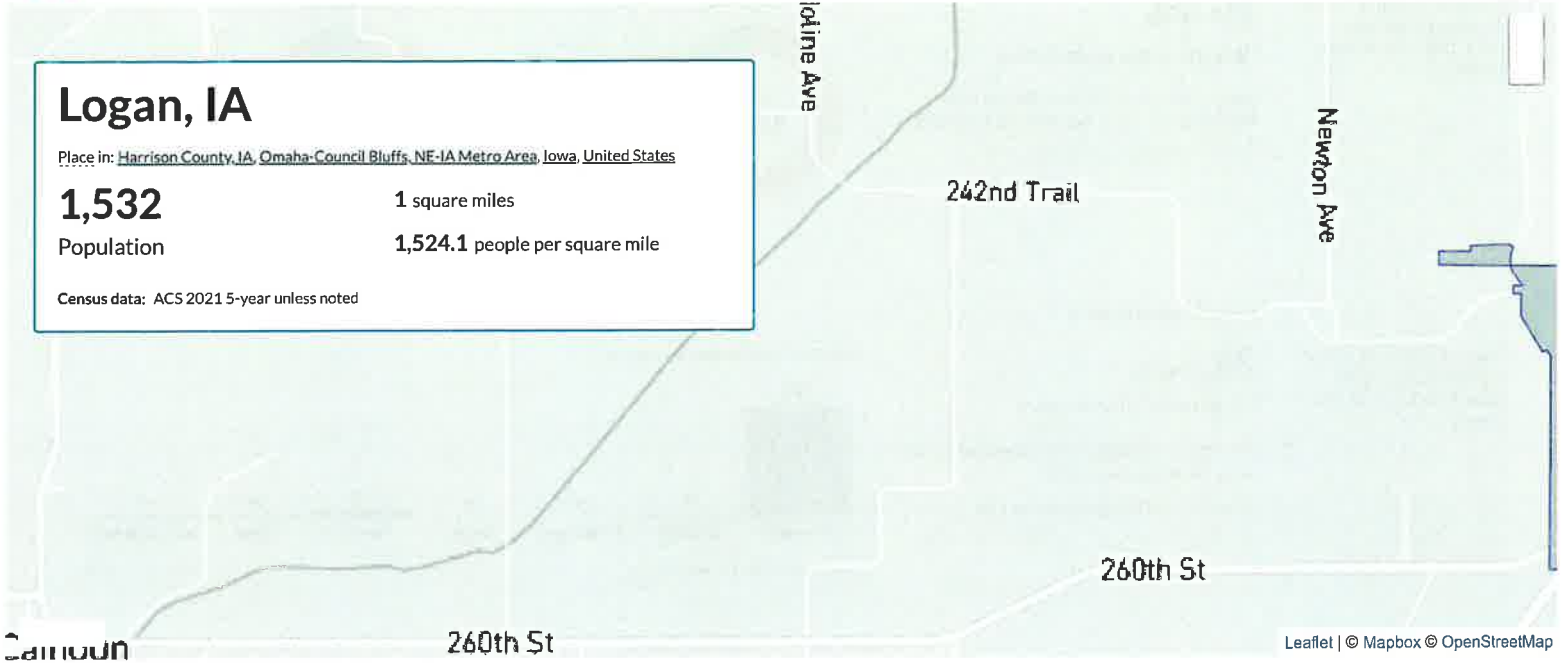 Logan, IA
Place in: Harrison County, IA, Omaha-Council Bluffs, NE-IA Metro Area, Iowa, United States
1,532
Population
1 square miles
1,524.1 people per square mile
Census data: ACS 2021 5-year unless noted
Ave
242nd Trail
Newton Ave
260th St
260th St
Leaflet | © Mapbox © OpenStreetMap